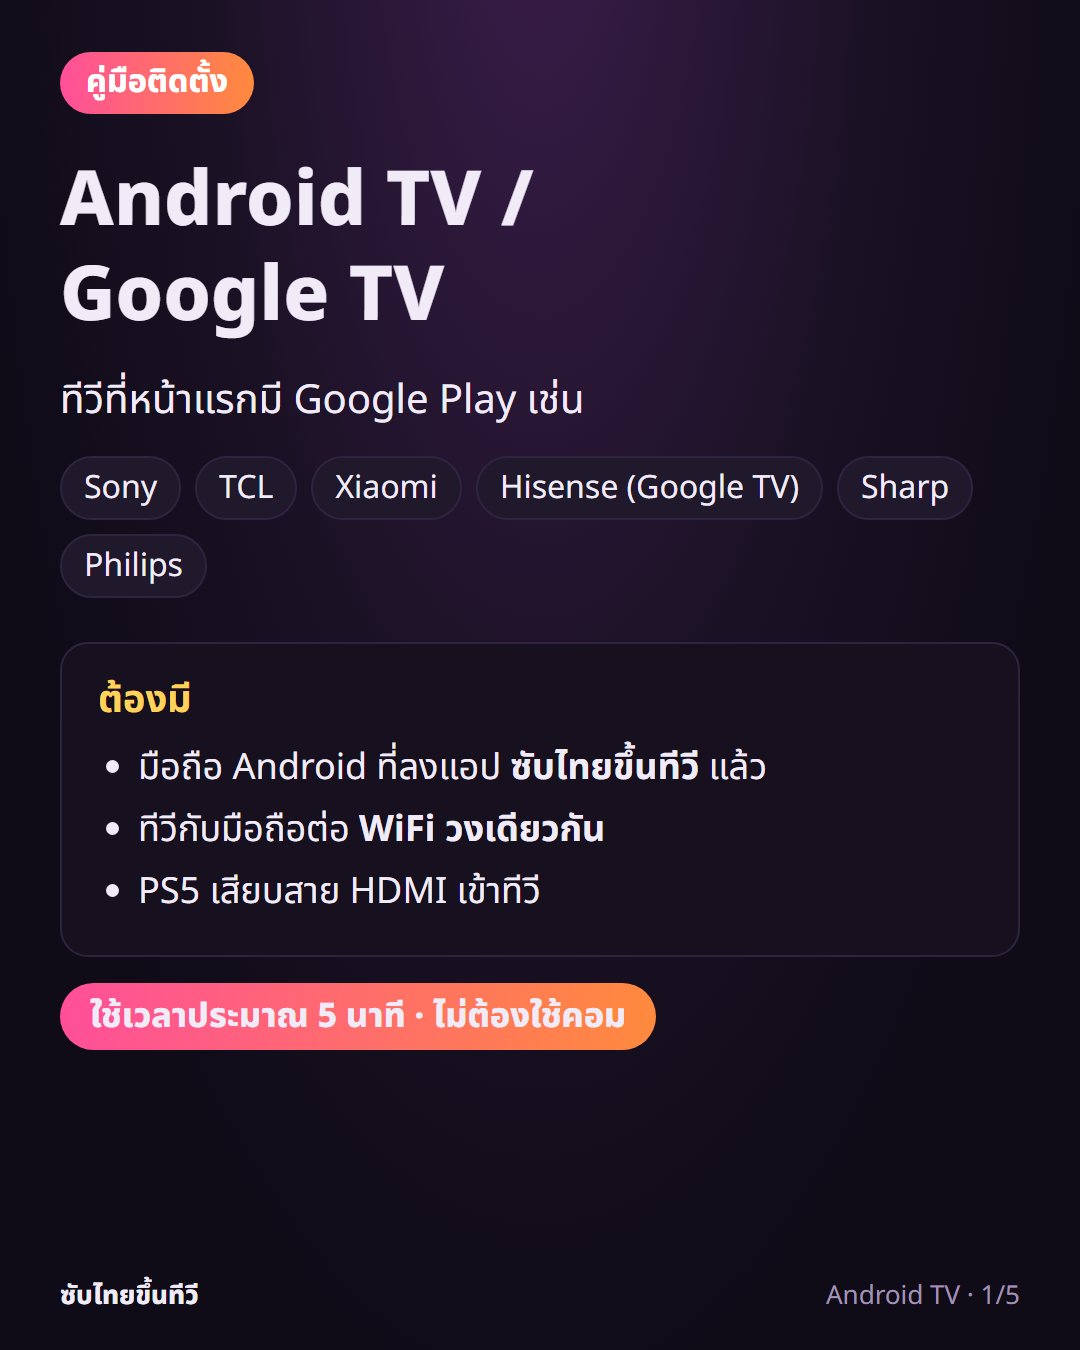 คู่มือติดตั้ง
Android TV /
Google TV
ทีวีที่หน้าแรกมี Google Play เช่น
Sony TCL Xiaomi Hisense (Google TV) Sharp
Philips
ต้องมี
• มือถือ Android ที่ลงแอป ซับไทยขึ้นทีวี แล้ว
• ทีวีกับมือถือต่อ WiFi วงเดียวกัน
• PS5 เสียบสาย HDMI เข้าทีวี
ใช้เวลาประมาณ 5 นาที · ไม่ต้องใช้คอม
ซับไทยขึ้นทีวี
Android TV · 1/5